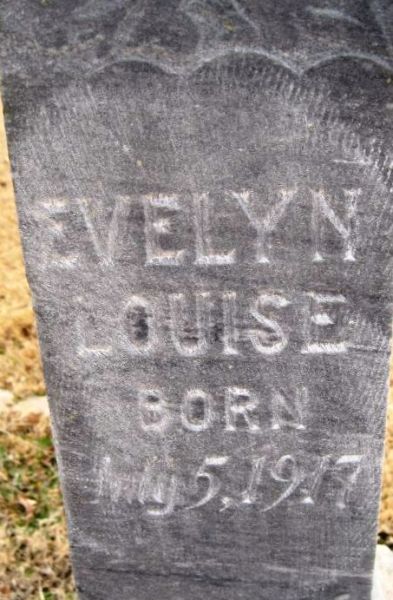 EVELYN
LOUISE
BORN
July 5, 1917